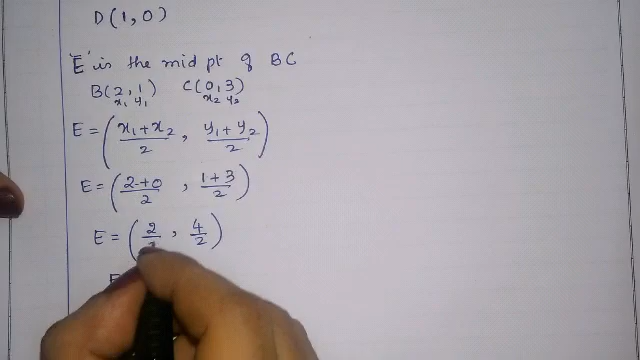 D(1,0)
'E' is the mid pt of BC
B(2,1) C(0,3)
x₁ y₁ x₂ y₂
E = (x₁+x₂/2 , y₁+y₂/2)
E = (2+0/2 , 1+3/2)
E = (2/2 , 4/2)
E